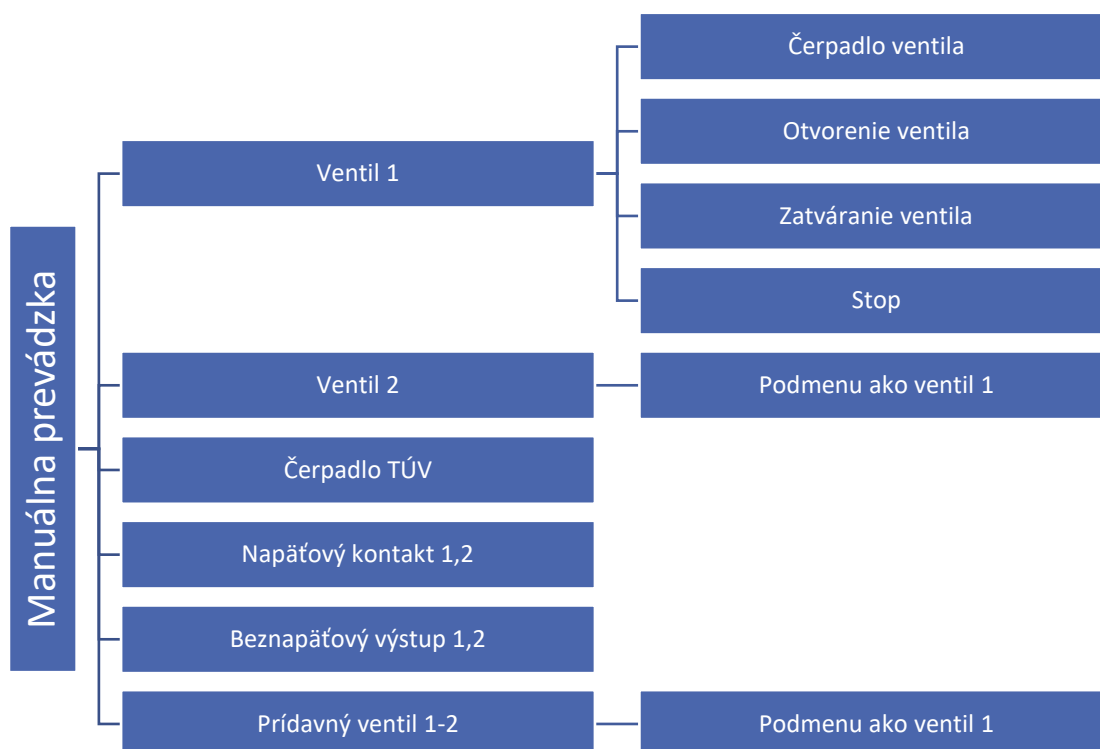 Manuálna prevádzka
Ventil 1
Čerpadlo ventila
Otvorenie ventila
Zatváranie ventila
Stop
Ventil 2
Podmenu ako ventil 1
Čerpadlo TÚV
Napäťový kontakt 1,2
Beznapäťový výstup 1,2
Prídavný ventil 1-2
Podmenu ako ventil 1